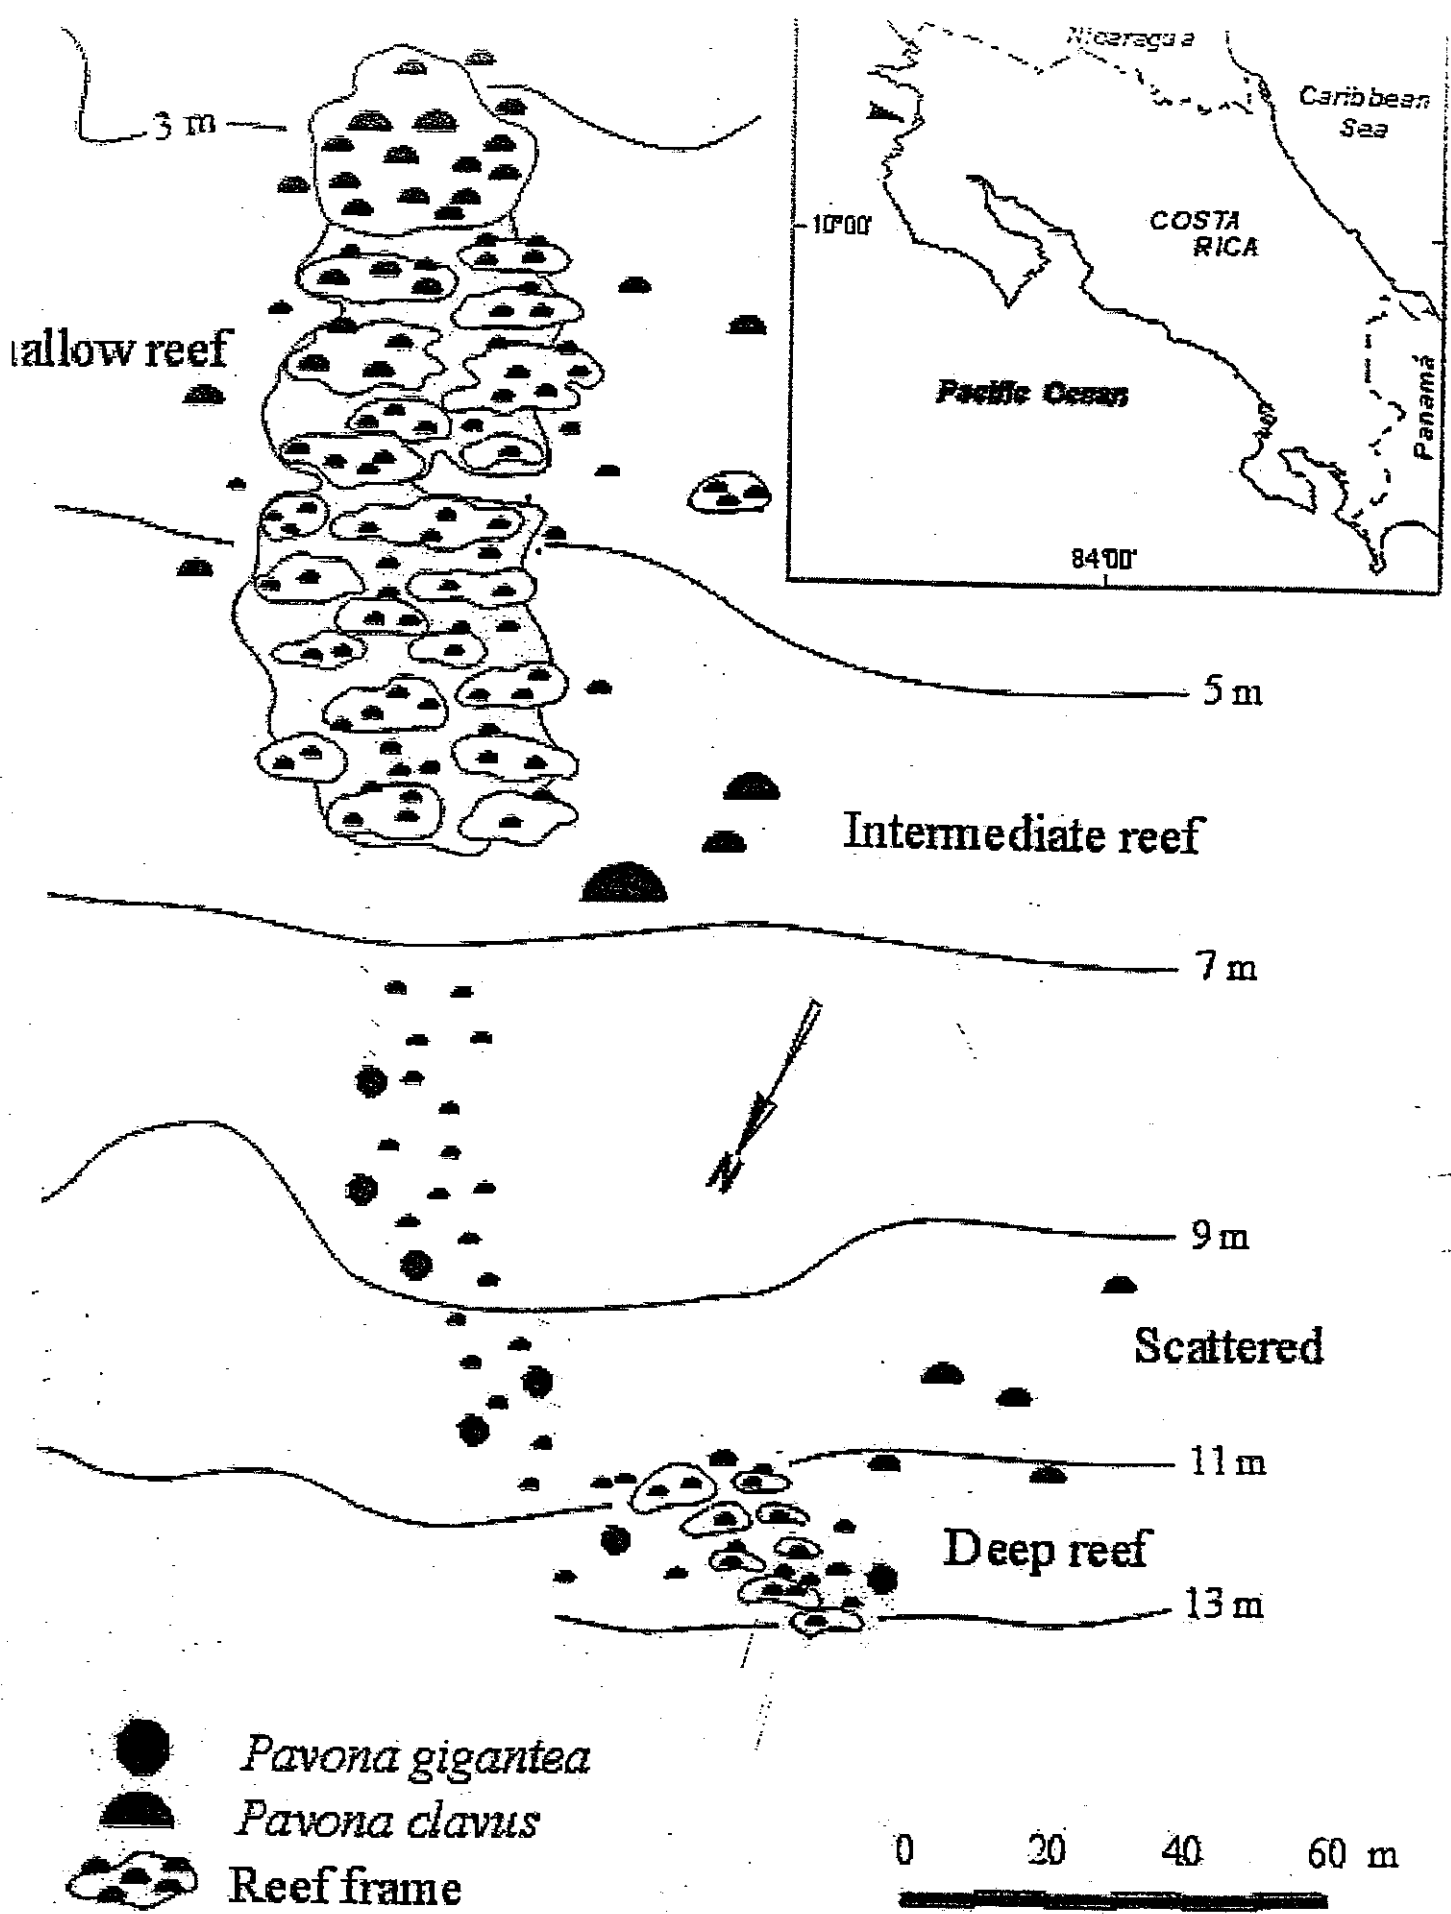 Nicaragua
Caribbean
Sea
3 m
10°00'
COSTA
RICA
allow reef
Pacific Ocean
Panamá
84°00'
5 m
Intermediate reef
7 m
N
9 m
Scattered
11 m
Deep reef
13 m
Pavona gigantea
Pavona clavus
Reef frame
0 20 40 60 m